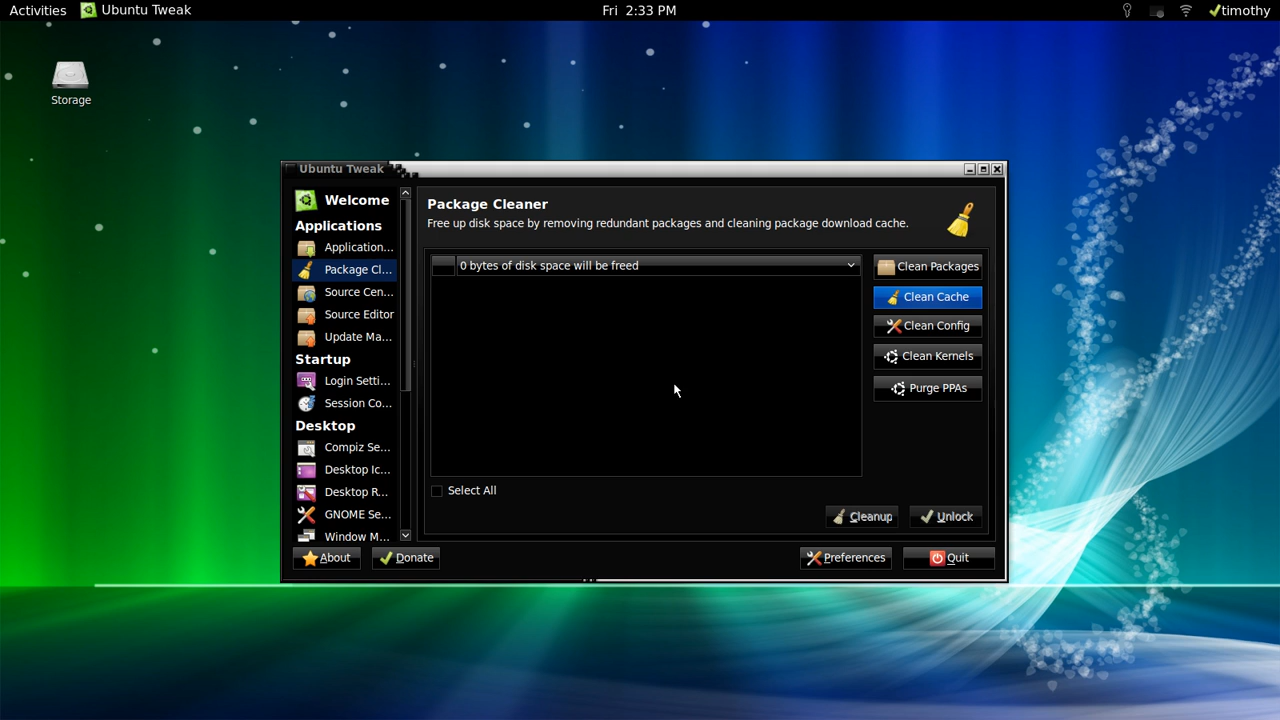 Activities
Ubuntu Tweak
Fri 2:33 PM
timothy
Storage
Ubuntu Tweak
Welcome
Applications
Application...
Package Cl...
Source Cen...
Source Editor
Update Ma...
Startup
Login Setti...
Session Co...
Desktop
Compiz Se...
Desktop Ic...
Desktop R...
GNOME Se...
Window M...
Package Cleaner
Free up disk space by removing redundant packages and cleaning package download cache.
0 bytes of disk space will be freed
Clean Packages
Clean Cache
Clean Config
Clean Kernels
Purge PPAs
Select All
Cleanup
Unlock
About
Donate
Preferences
Quit